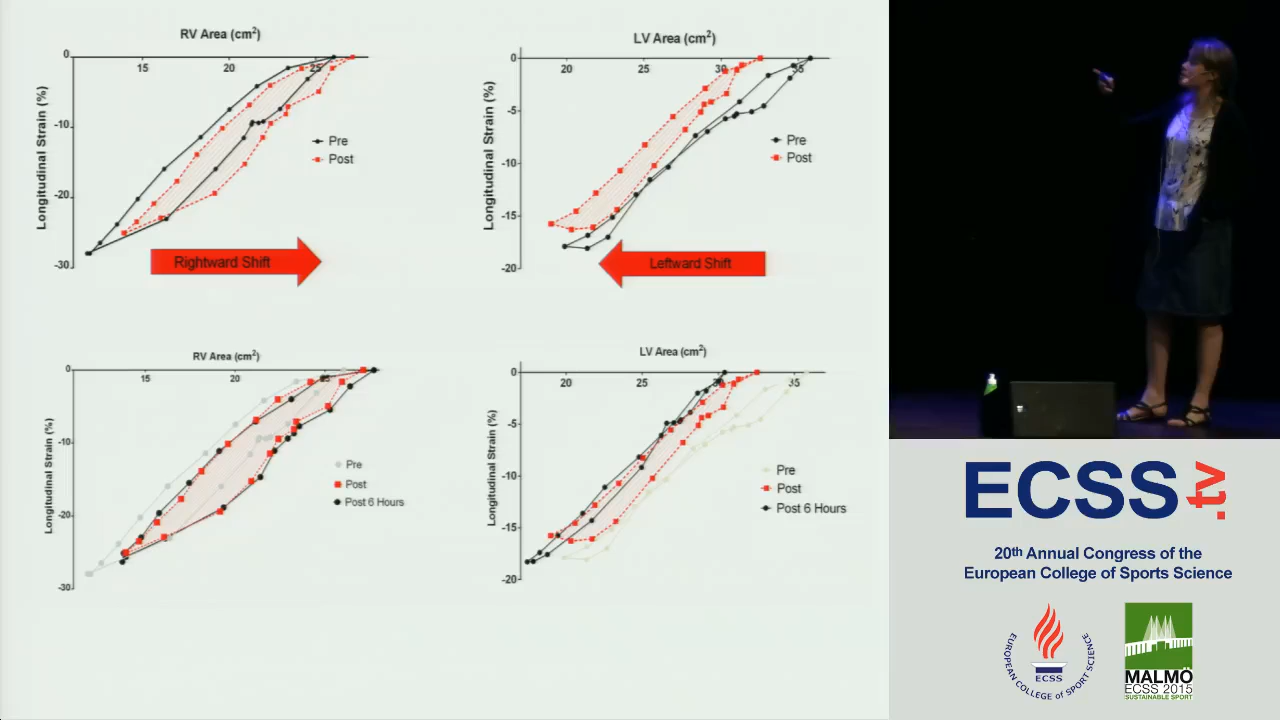 RV Area (cm²)
0
15
20
25
-10
-20
-30
Longitudinal Strain (%)
Pre
Post
Rightward Shift
LV Area (cm²)
0
20
25
30
35
-5
-10
-15
-20
Longitudinal Strain (%)
Pre
Post
Leftward Shift
RV Area (cm²)
0
15
20
25
-10
-20
-30
Longitudinal Strain (%)
Pre
Post
Post 6 Hours
LV Area (cm²)
0
20
25
30
35
-5
-10
-15
-20
Longitudinal Strain (%)
Pre
Post
Post 6 Hours
ECSS.tv
20th Annual Congress of the
European College of Sports Science
EUROPEAN COLLEGE OF SPORT SCIENCE
ECSS
MALMÖ
ECSS 2015
SUSTAINABLE SPORT